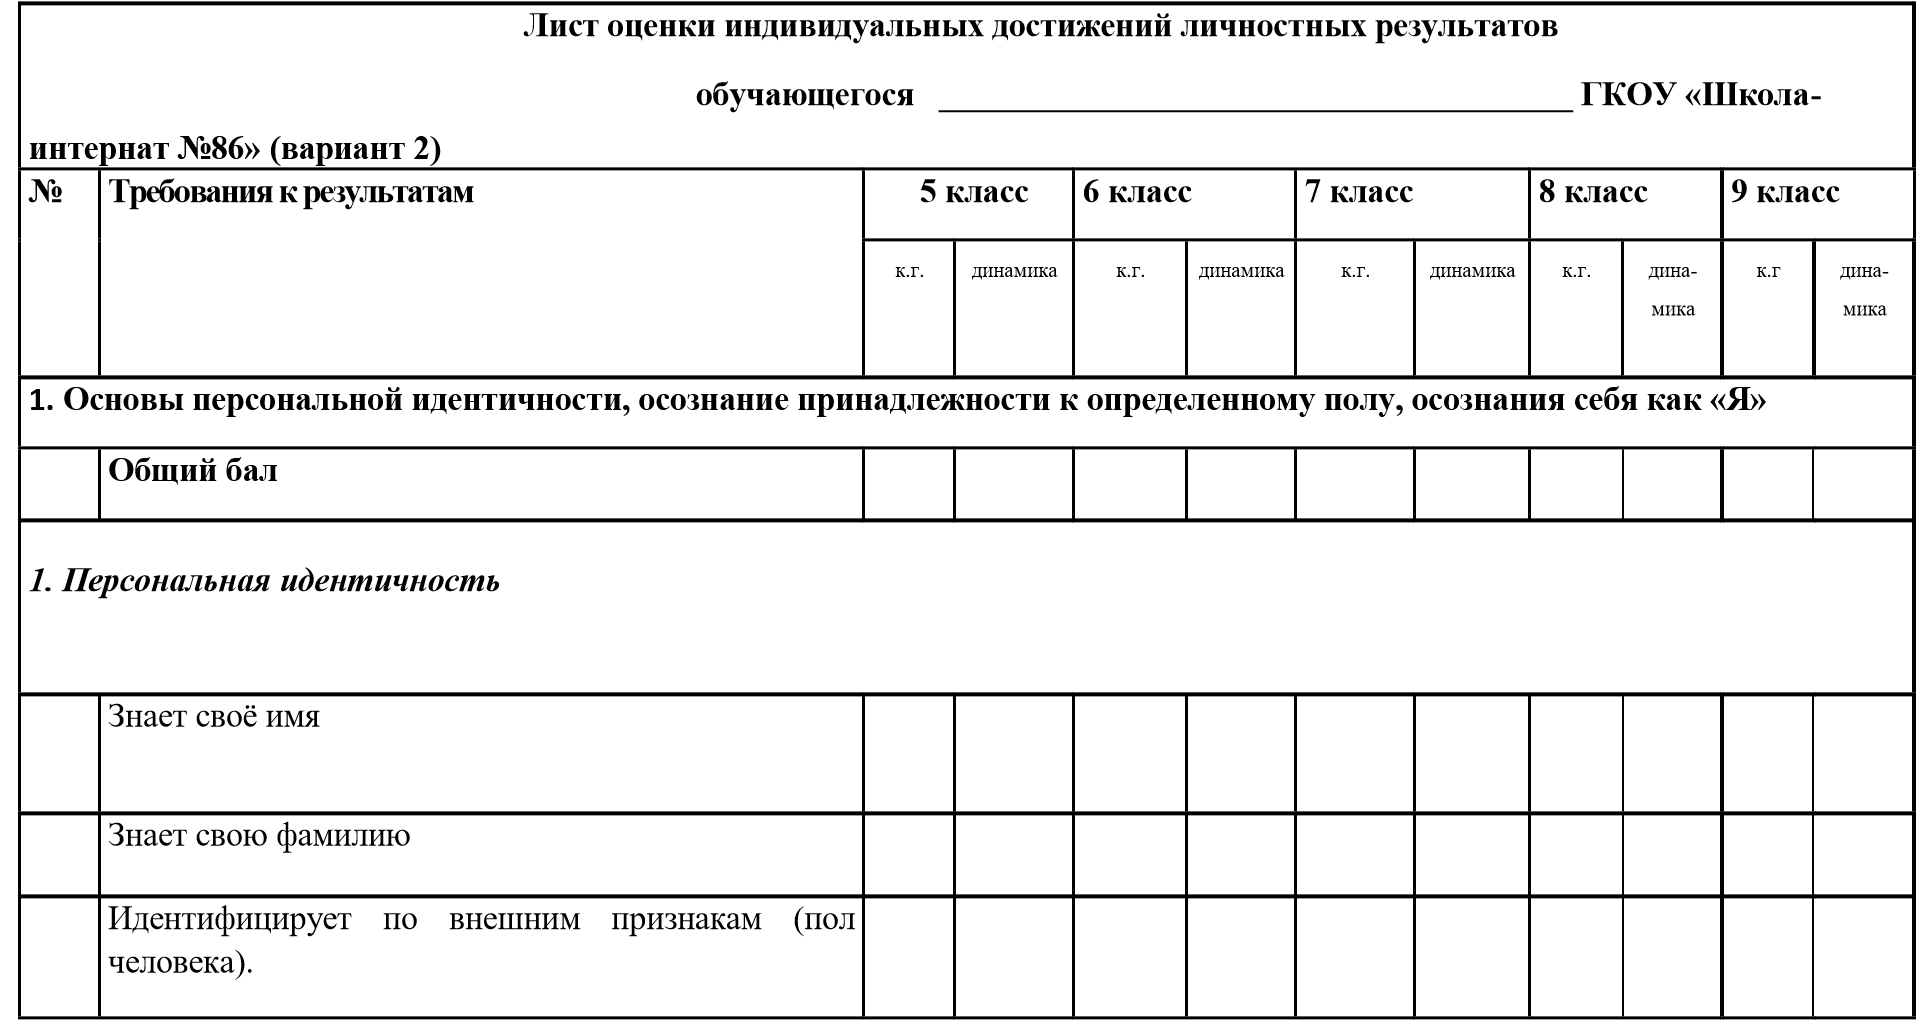 Лист оценки индивидуальных достижений личностных результатов
обучающегося ______________________________________ ГКОУ «Школа-
интернат №86» (вариант 2)
№ Требования к результатам 5 класс 6 класс 7 класс 8 класс 9 класс
к.г. динамика к.г. динамика к.г. динамика к.г. дина- к.г дина-
мика мика
1. Основы персональной идентичности, осознание принадлежности к определенному полу, осознания себя как «Я»
Общий бал
1. Персональная идентичность
Знает своё имя
Знает свою фамилию
Идентифицирует по внешним признакам (пол
человека).